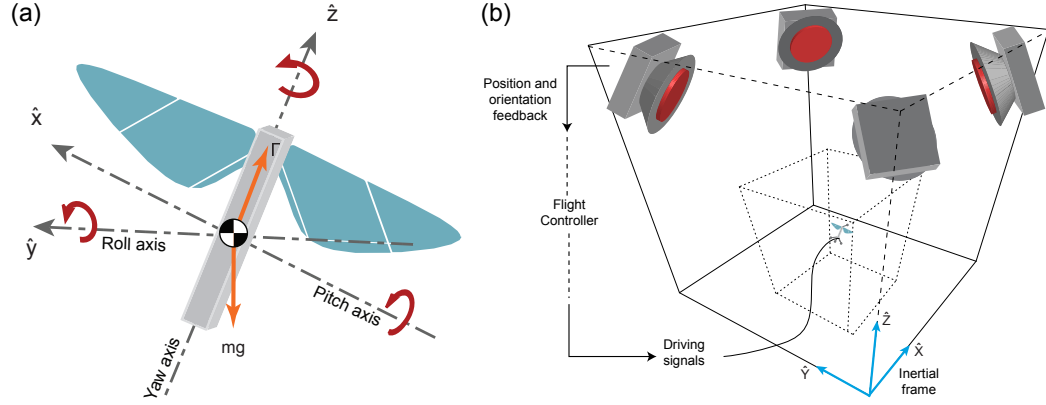 (a)
ẑ
x̂
Γ
ŷ
Roll axis
Pitch axis
mg
Yaw axis
(b)
Position and
orientation
feedback
Flight
Controller
Driving
signals
Ẑ
X̂
Ŷ
Inertial
frame